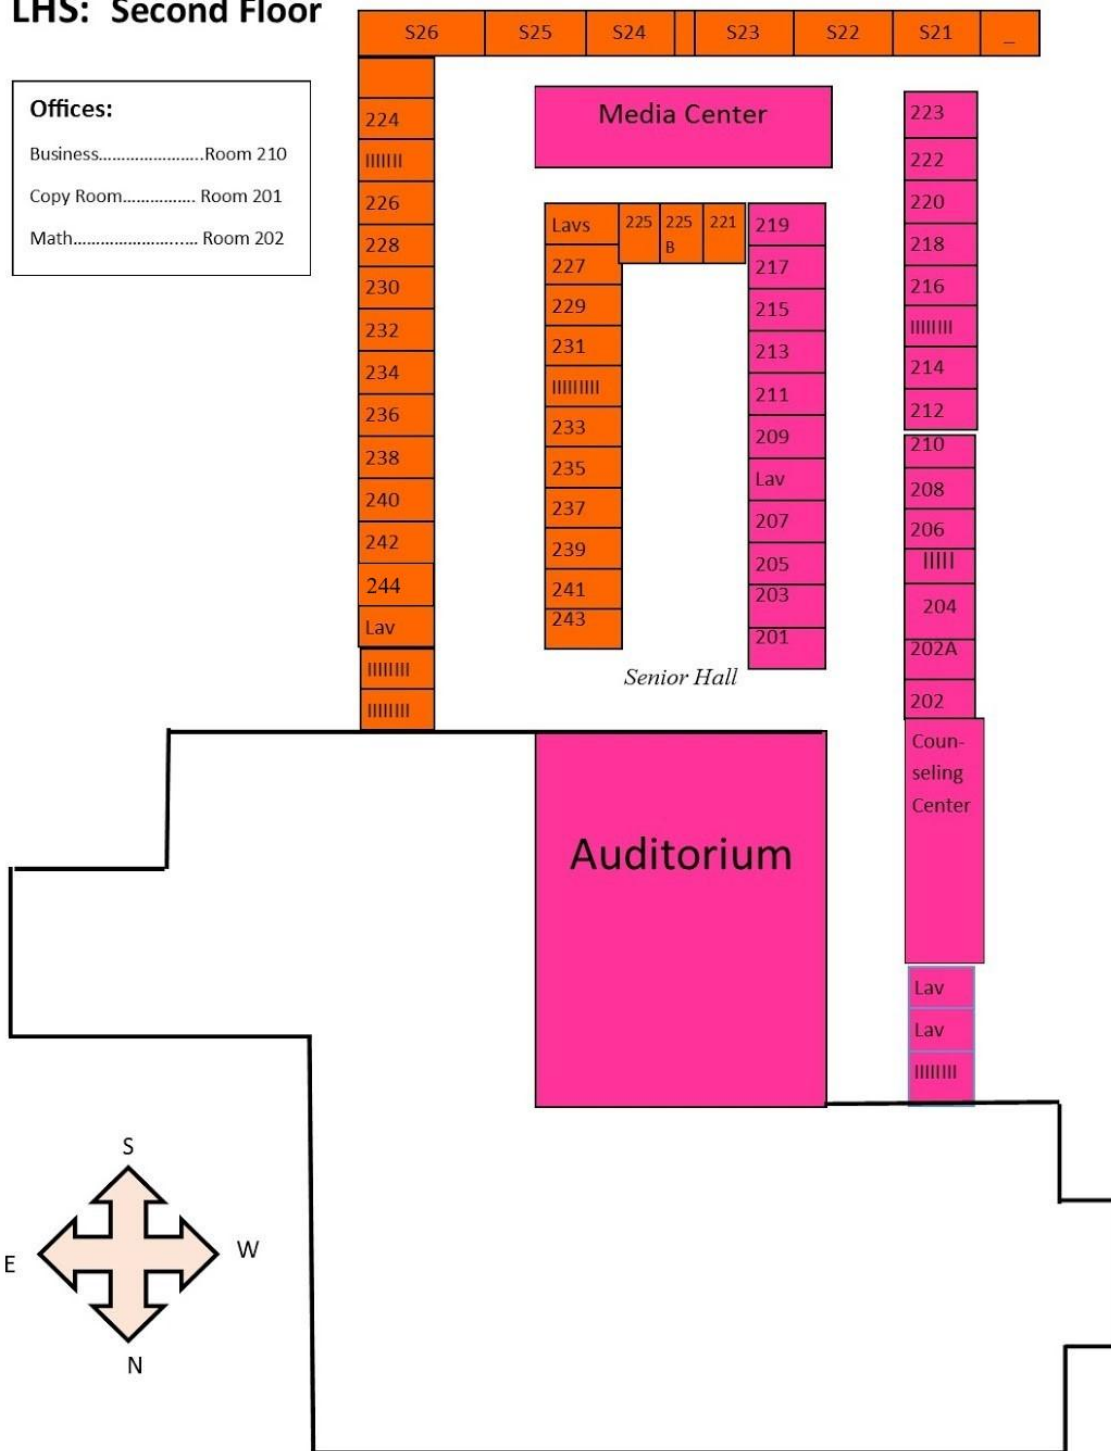 LHS: Second Floor
S26 S25 S24 S23 S22 S21 _
Offices:
Business.......................Room 210
Copy Room................ Room 201
Math........................... Room 202
Media Center
224
226
228
230
232
234
236
238
240
242
244
Lav
Lavs 225 225 B 221
227
229
231
233
235
237
239
241
243
219
217
215
213
211
209
Lav
207
205
203
201
223
222
220
218
216
214
212
210
208
206
204
202A
202
Senior Hall
Coun-
seling
Center
Auditorium
Lav
Lav
S
E W
N